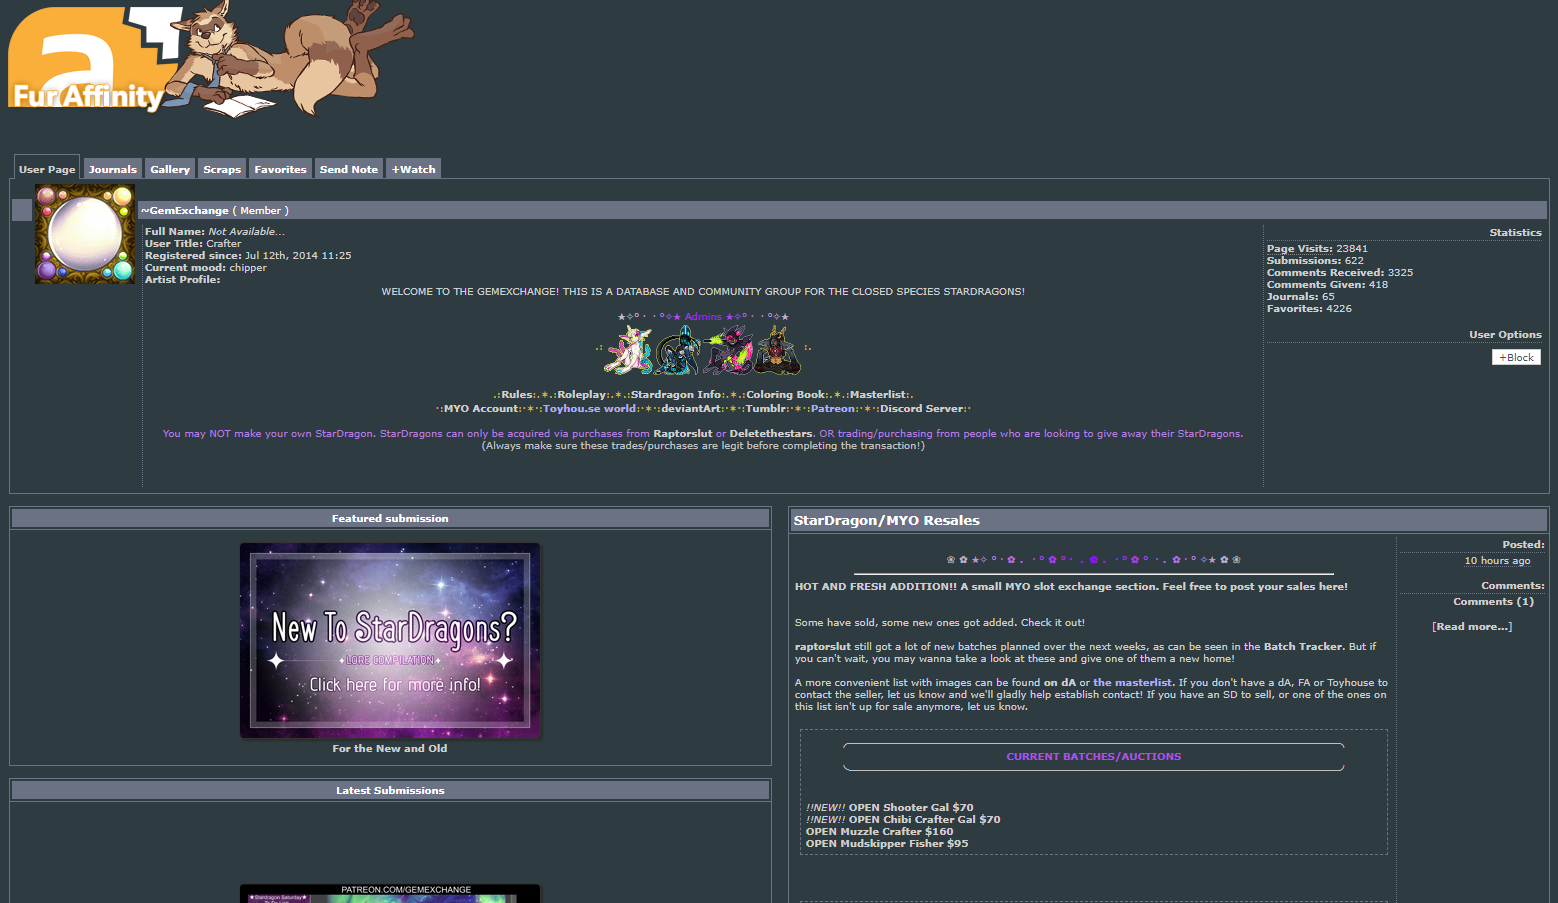 Fur Affinity
User Page
Journals
Gallery
Scraps
Favorites
Send Note
+Watch
~GemExchange ( Member )
Full Name: Not Available...
User Title: Crafter
Registered since: Jul 12th, 2014 11:25
Current mood: chipper
Artist Profile:
WELCOME TO THE GEMEXCHANGE! THIS IS A DATABASE AND COMMUNITY GROUP FOR THE CLOSED SPECIES STARDRAGONS!
★✧°・・°✧★ Admins ★✧°・・°✧★
.: :.
.:Rules:.✶.:Roleplay:.✶.:Stardragon Info:.✶.:Coloring Book:.✶.:Masterlist:.
·:MYO Account:·✶·:Toyhou.se world:·✶·:deviantArt:·✶·:Tumblr:·✶·:Patreon:·✶·:Discord Server:·
You may NOT make your own StarDragon. StarDragons can only be acquired via purchases from Raptorslut or Deletethestars. OR trading/purchasing from people who are looking to give away their StarDragons.
(Always make sure these trades/purchases are legit before completing the transaction!)
Statistics
Page Visits: 23841
Submissions: 622
Comments Received: 3325
Comments Given: 418
Journals: 65
Favorites: 4226
User Options
+Block
Featured submission
New To StarDragons?
LORE COMPILATION
Click here for more info!
For the New and Old
Latest Submissions
PATREON.COM/GEMEXCHANGE
★Stardragon Saturday★
StarDragon/MYO Resales
❀ ✿ ★✧ °・✿ . ・° ✿ °・ . ✿ . ・° ✿ ° ・. ✿・° ✧★ ✿ ❀
HOT AND FRESH ADDITION!! A small MYO slot exchange section. Feel free to post your sales here!
Some have sold, some new ones got added. Check it out!
raptorslut still got a lot of new batches planned over the next weeks, as can be seen in the Batch Tracker. But if
you can't wait, you may wanna take a look at these and give one of them a new home!
A more convenient list with images can be found on dA or the masterlist. If you don't have a dA, FA or Toyhouse to
contact the seller, let us know and we'll gladly help establish contact! If you have an SD to sell, or one of the ones on
this list isn't up for sale anymore, let us know.
CURRENT BATCHES/AUCTIONS
!!NEW!! OPEN Shooter Gal $70
!!NEW!! OPEN Chibi Crafter Gal $70
OPEN Muzzle Crafter $160
OPEN Mudskipper Fisher $95
Posted:
10 hours ago
Comments:
Comments (1)
[Read more...]